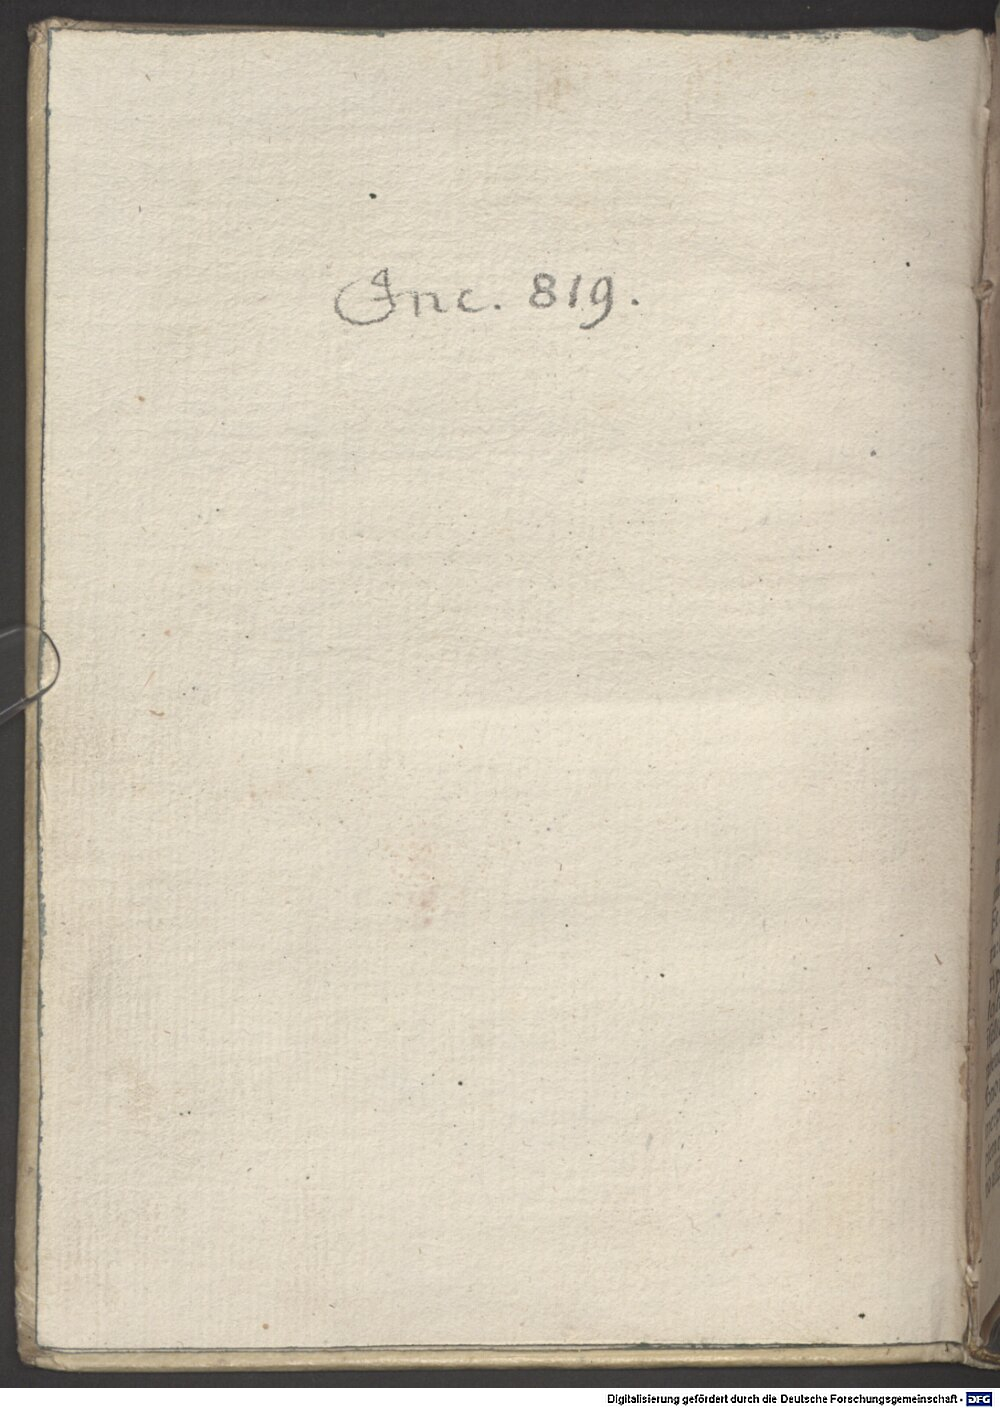 Inc. 819.
Digitalisierung gefördert durch die Deutsche Forschungsgemeinschaft - DFG